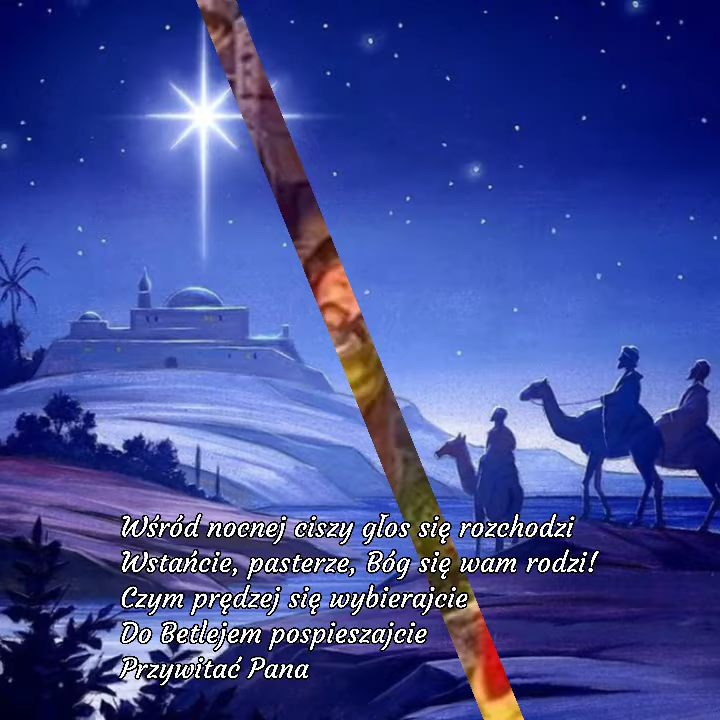 Wśród nocnej ciszy głos się rozchodzi
Wstańcie, pasterze, Bóg się wam rodzi!
Czym prędzej się wybierajcie
Do Betlejem pospieszajcie
Przywitać Pana